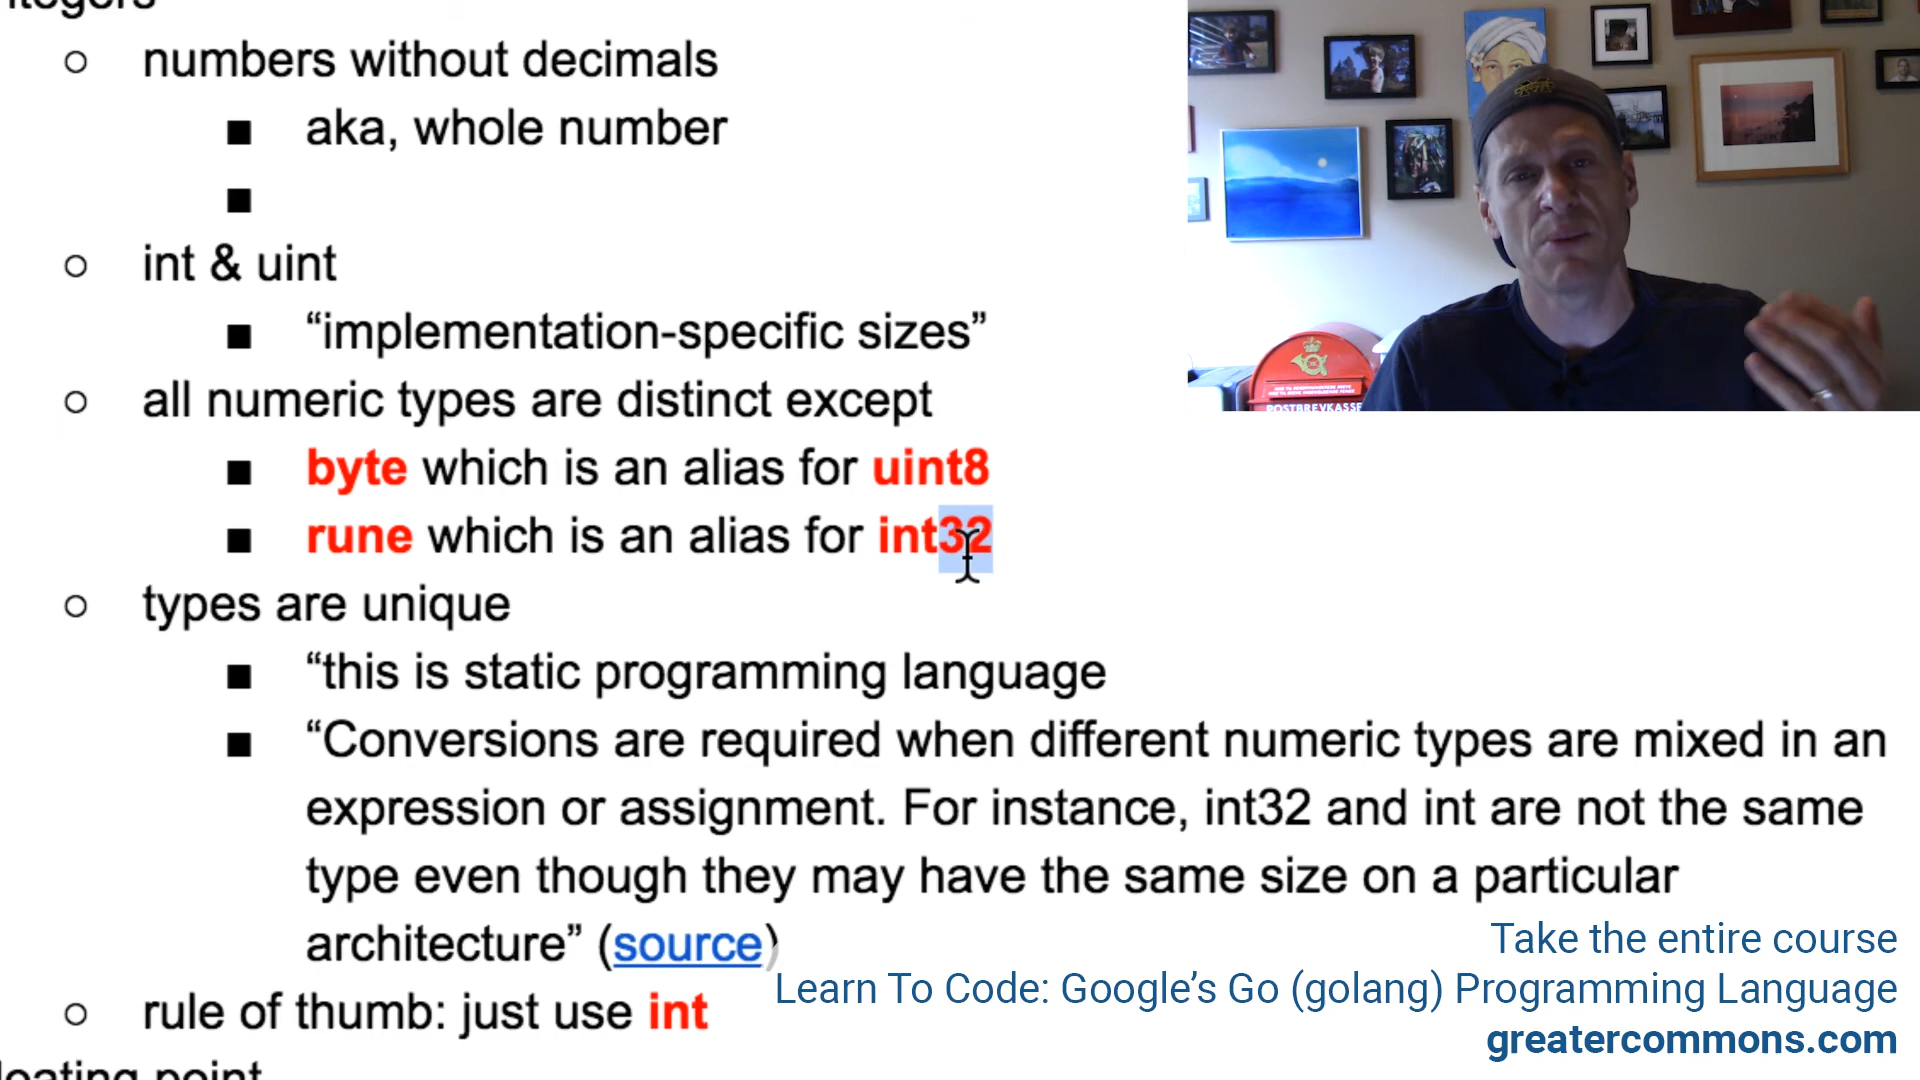 numbers without decimals
aka, whole number
int & uint
“implementation-specific sizes”
all numeric types are distinct except
byte which is an alias for uint8
rune which is an alias for int32
types are unique
“this is static programming language
“Conversions are required when different numeric types are mixed in an
expression or assignment. For instance, int32 and int are not the same
type even though they may have the same size on a particular
architecture” (source)
rule of thumb: just use int
POSTBREVKASSE
Take the entire course
Learn To Code: Google’s Go (golang) Programming Language
greatercommons.com